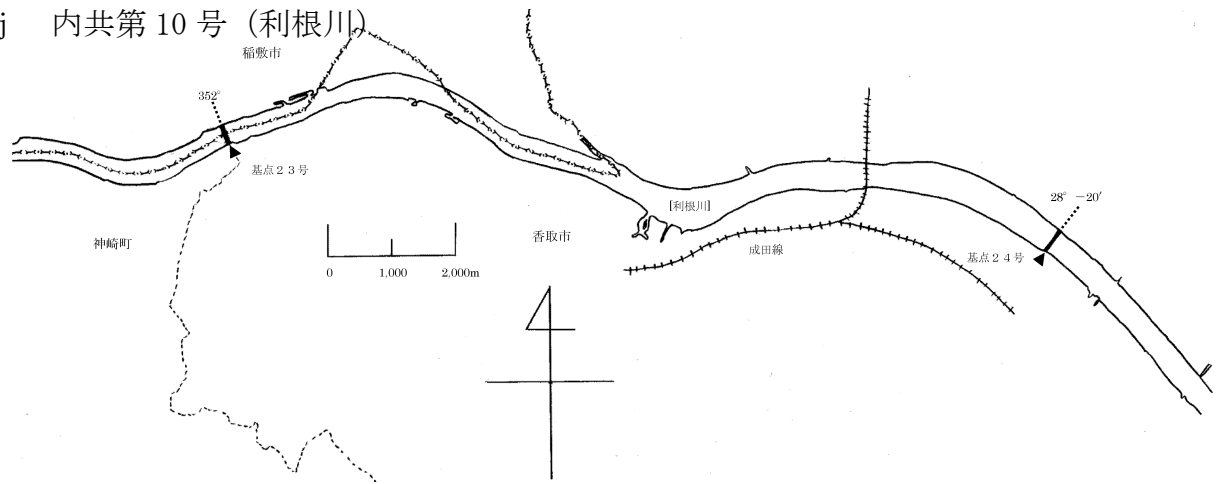 j 内共第10号（利根川）
稲敷市
352°
基点２３号
[利根川]
28° －20′
神崎町
香取市
成田線
基点２４号
0 1,000 2,000m